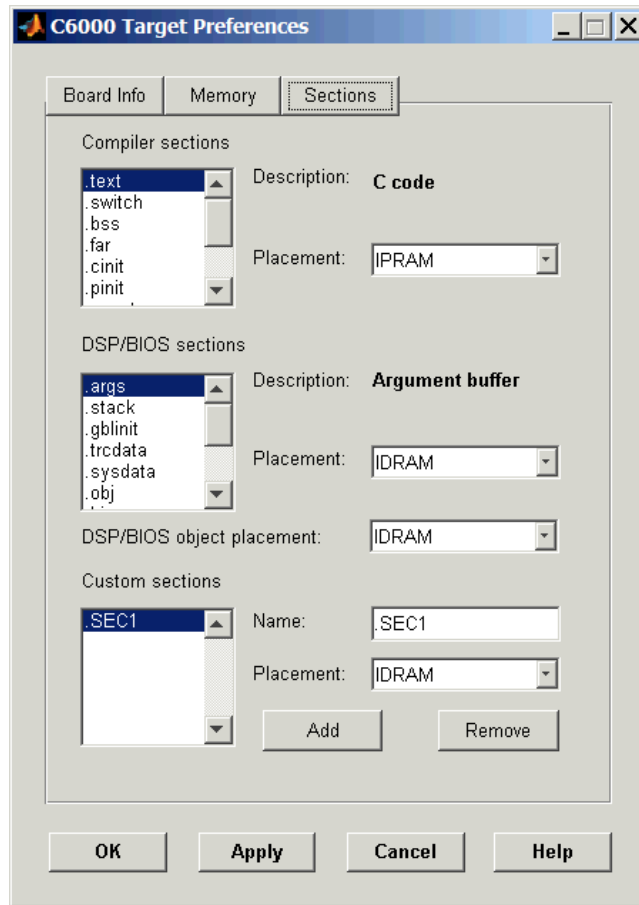 C6000 Target Preferences
Board Info Memory Sections
Compiler sections
.text
.switch
.bss
.far
.cinit
.pinit
Description: C code
Placement: IPRAM
DSP/BIOS sections
.args
.stack
.gblinit
.trcdata
.sysdata
.obj
Description: Argument buffer
Placement: IDRAM
DSP/BIOS object placement: IDRAM
Custom sections
.SEC1
Name: .SEC1
Placement: IDRAM
Add Remove
OK Apply Cancel Help